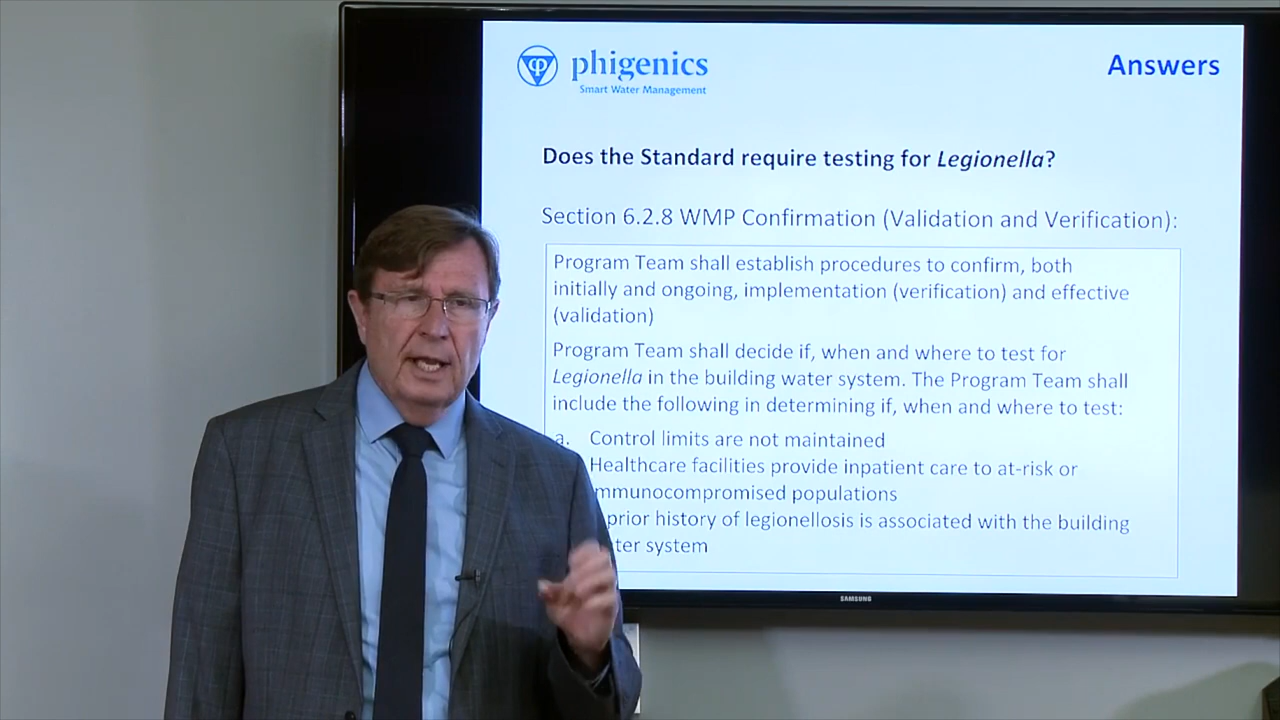 phigenics
Smart Water Management
Answers
Does the Standard require testing for Legionella?
Section 6.2.8 WMP Confirmation (Validation and Verification):
Program Team shall establish procedures to confirm, both
initially and ongoing, implementation (verification) and effective
(validation)
Program Team shall decide if, when and where to test for
Legionella in the building water system. The Program Team shall
include the following in determining if, when and where to test:
a. Control limits are not maintained
Healthcare facilities provide inpatient care to at-risk or
mmunocompromised populations
prior history of legionellosis is associated with the building
ter system
SAMSUNG